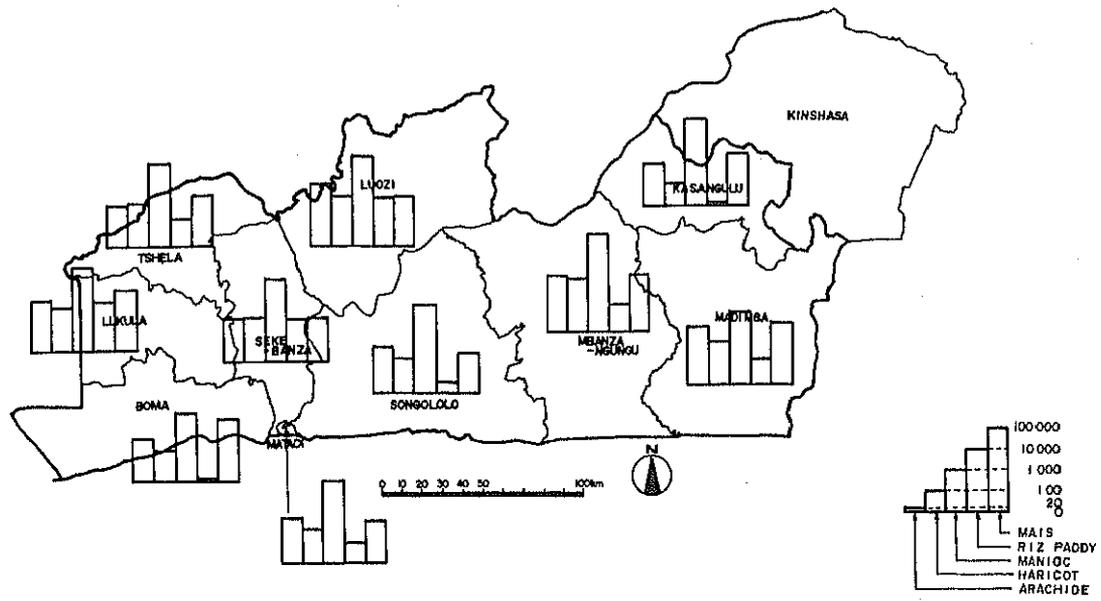 KINSHASA
KASANGULU
LUOZI
TSHELA
LUKULA
SEKE
-BANZA
MBANZA
-NGUNGU
MADIMBA
SONGOLOLO
BOMA
MATADI
N
0 10 20 30 40 50 100km
100 000
10 000
1 000
100
20
0
MAIS
RIZ PADDY
MANIOC
HARICOT
ARACHIDE